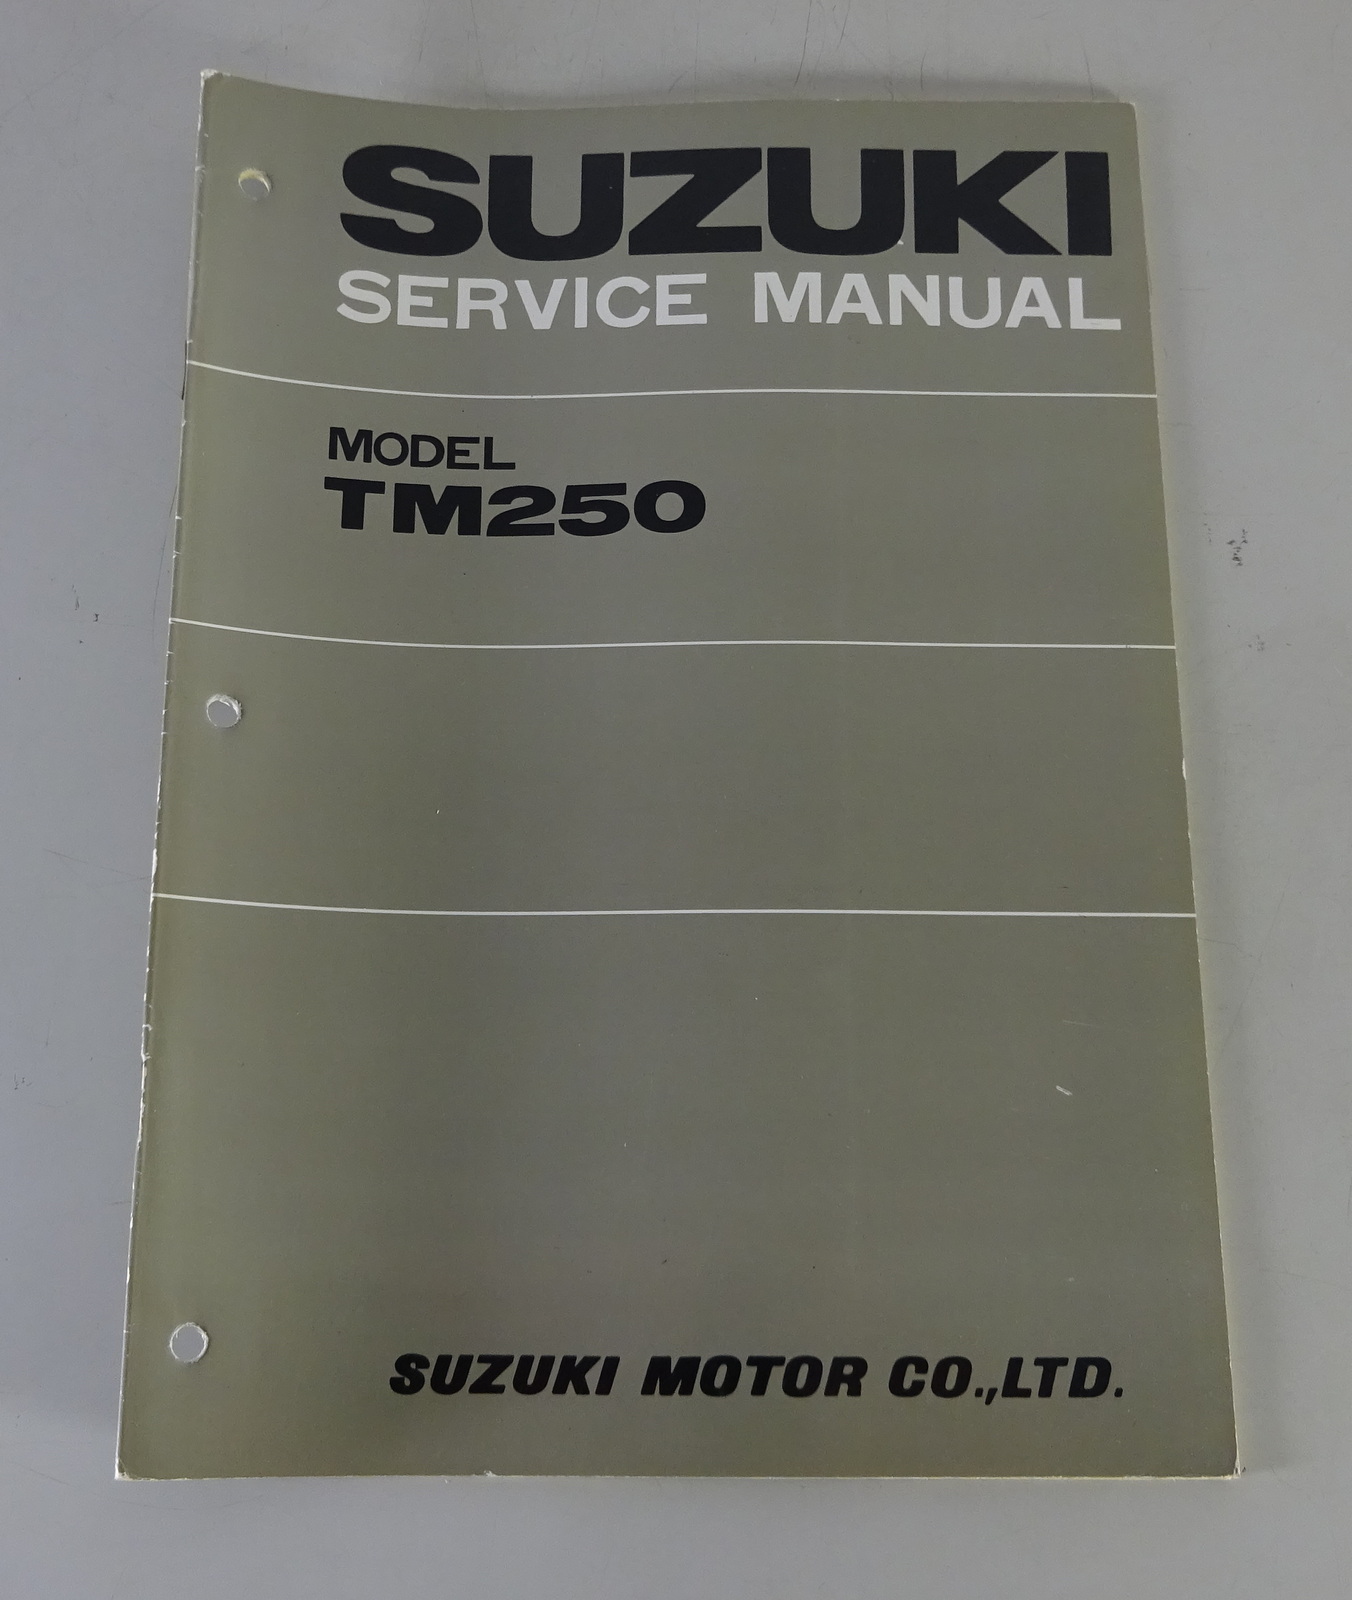 SUZUKI
SERVICE MANUAL
MODEL
TM250
SUZUKI MOTOR CO.,LTD.